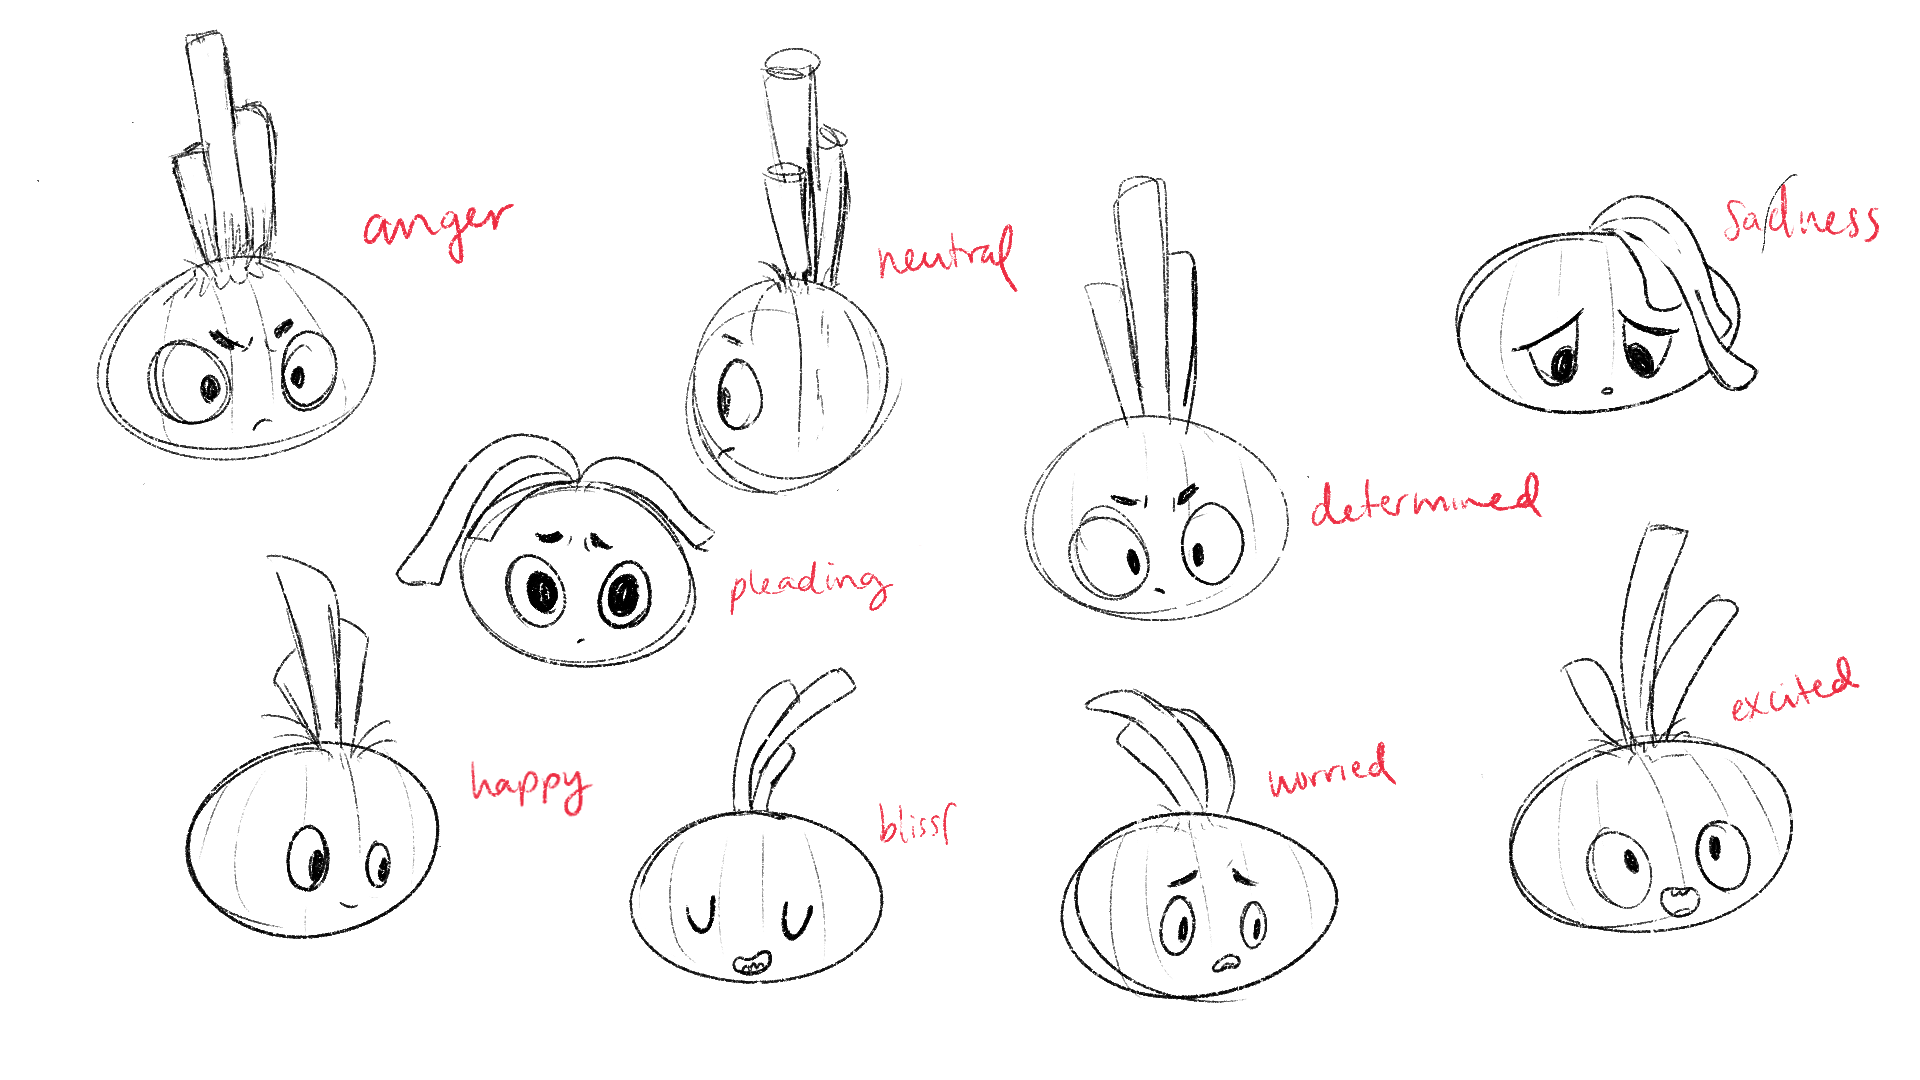 anger
neutral
sadness
determined
pleading
excited
happy
bliss
worried